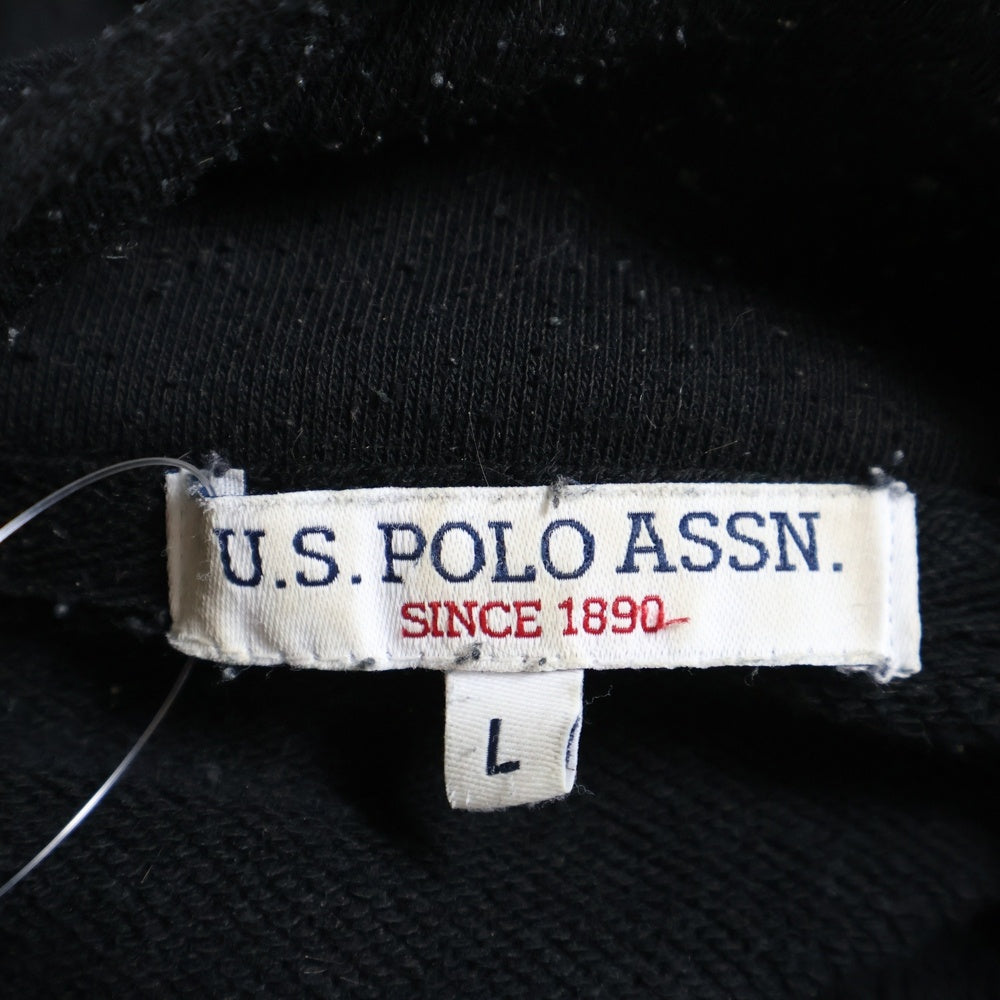 U.S. POLO ASSN.
SINCE 1890
L